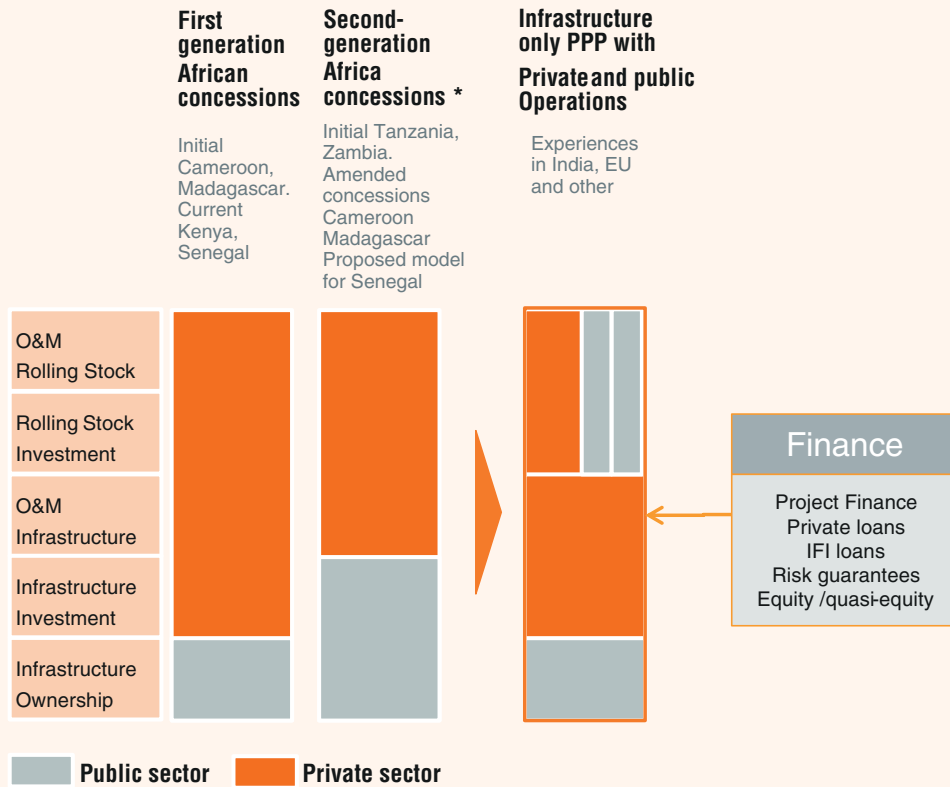 First
generation
African
concessions
Initial
Cameroon,
Madagascar.
Current
Kenya,
Senegal
Second-
generation
Africa
concessions *
Initial Tanzania,
Zambia.
Amended
concessions
Cameroon
Madagascar
Proposed model
for Senegal
Infrastructure
only PPP with
Private and public
Operations
Experiences
in India, EU
and other
O&M
Rolling Stock
Rolling Stock
Investment
O&M
Infrastructure
Infrastructure
Investment
Infrastructure
Ownership
Finance
Project Finance
Private loans
IFI loans
Risk guarantees
Equity /quasi-equity
Public sector
Private sector